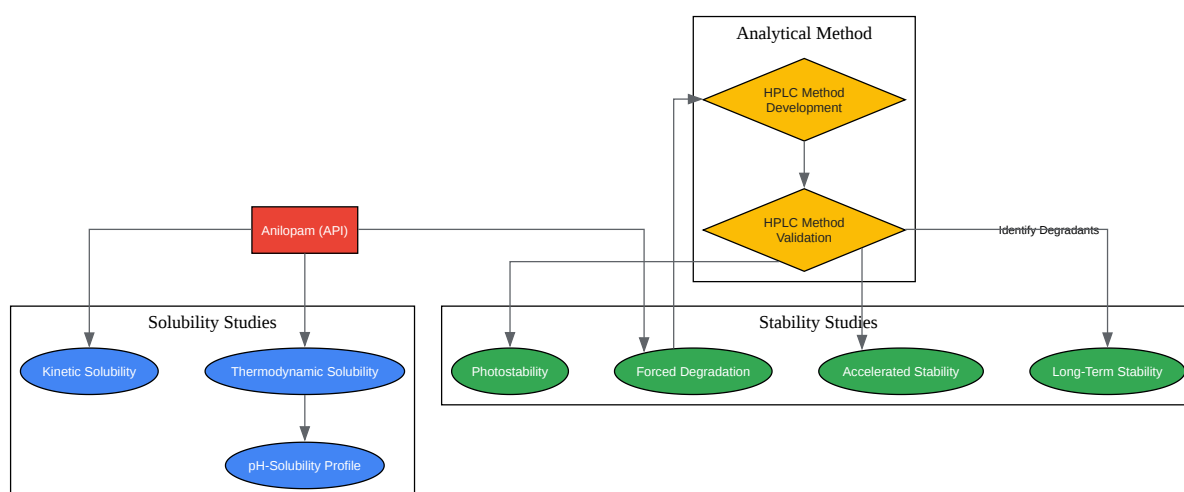 Analytical Method
HPLC Method
Development
HPLC Method
Validation
Identify Degradants
Anilopam (API)
Solubility Studies
Kinetic Solubility
Thermodynamic Solubility
pH-Solubility Profile
Stability Studies
Photostability
Forced Degradation
Accelerated Stability
Long-Term Stability